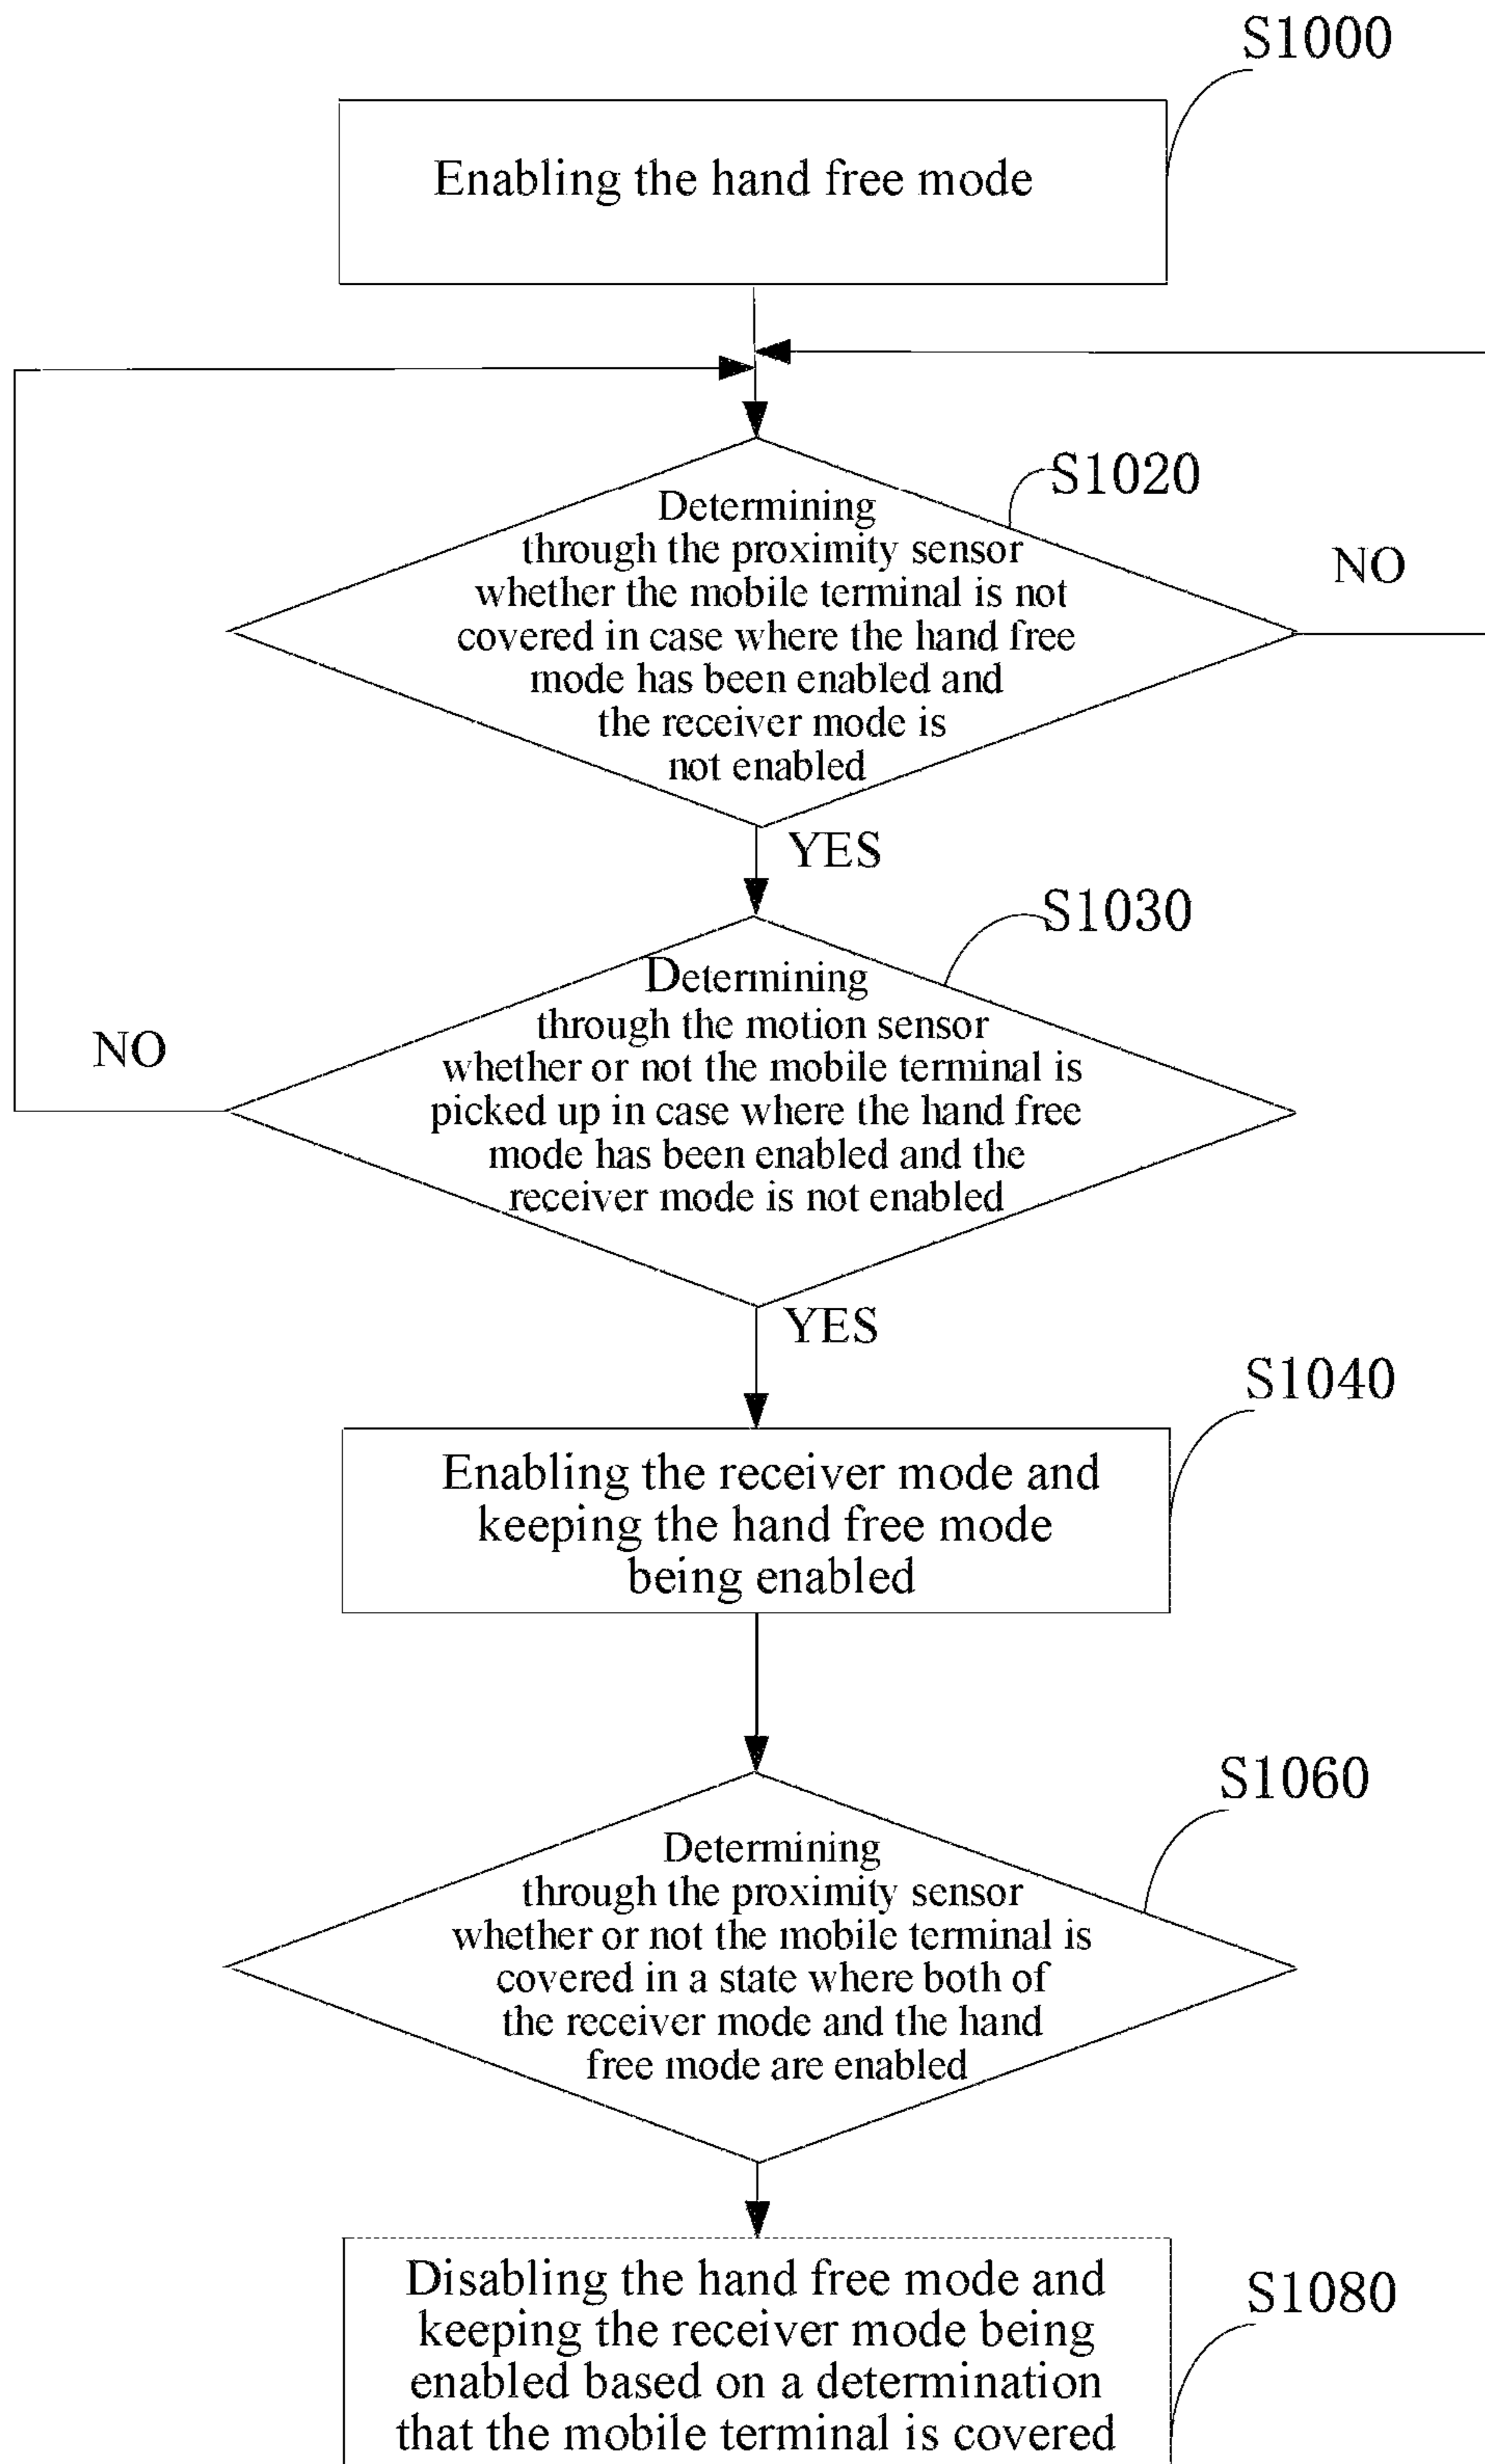 S1000
Enabling the hand free mode
S1020
Determining
through the proximity sensor
whether the mobile terminal is not
covered in case where the hand free
mode has been enabled and
the receiver mode is
not enabled
NO
YES
S1030
Determining
through the motion sensor
whether or not the mobile terminal is
picked up in case where the hand free
mode has been enabled and the
receiver mode is not enabled
NO
YES
S1040
Enabling the receiver mode and
keeping the hand free mode
being enabled
S1060
Determining
through the proximity sensor
whether or not the mobile terminal is
covered in a state where both of
the receiver mode and the hand
free mode are enabled
S1080
Disabling the hand free mode and
keeping the receiver mode being
enabled based on a determination
that the mobile terminal is covered